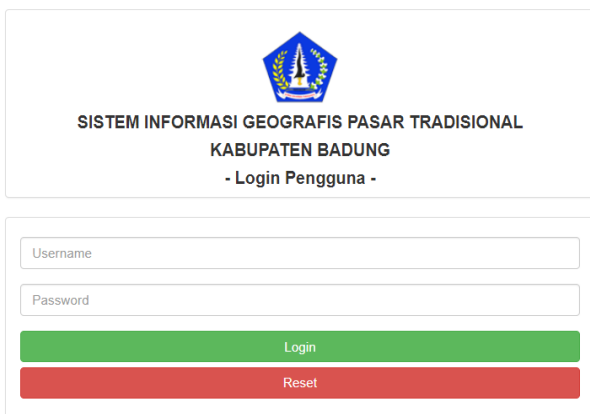 SISTEM INFORMASI GEOGRAFIS PASAR TRADISIONAL
KABUPATEN BADUNG
- Login Pengguna -
Username
Password
Login
Reset